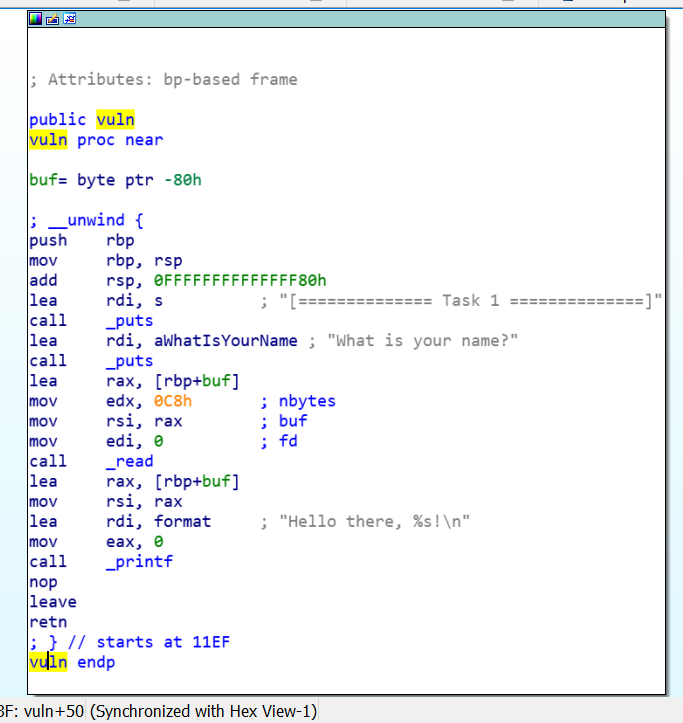 ; Attributes: bp-based frame
public vuln
vuln proc near
buf= byte ptr -80h
; __unwind {
push    rbp
mov     rbp, rsp
add     rsp, 0FFFFFFFFFFFFFF80h
lea     rdi, s          ; "[============== Task 1 ==============]"
call    _puts
lea     rdi, aWhatIsYourName ; "What is your name?"
call    _puts
lea     rax, [rbp+buf]
mov     edx, 0C8h       ; nbytes
mov     rsi, rax        ; buf
mov     edi, 0          ; fd
call    _read
lea     rax, [rbp+buf]
mov     rsi, rax
lea     rdi, format     ; "Hello there, %s!\n"
mov     eax, 0
call    _printf
nop
leave
retn
; } // starts at 11EF
vuln endp
3F: vuln+50 (Synchronized with Hex View-1)